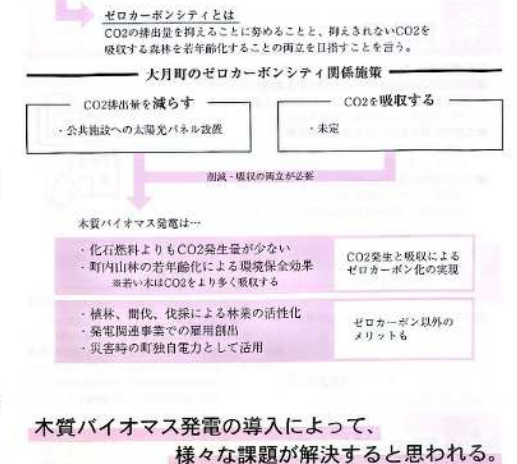 ゼロカーボンシティとは
CO2の排出量を抑えることに努めることと、抑えきれないCO2を
吸収する森林を若年齢化することの両立を目指すことを言う。
大月町のゼロカーボンシティ関係施策
CO2排出量を減らす
・公共施設への太陽光パネル設置
CO2を吸収する
・未定
削減・吸収の両立が必要
木質バイオマス発電は…
・化石燃料よりもCO2発生量が少ない
・町内山林の若年齢化による環境保全効果
※若い木はCO2をより多く吸収する
CO2発生と吸収による
ゼロカーボン化の実現
・植林、間伐、伐採による林業の活性化
・発電関連事業での雇用創出
・災害時の町独自電力として活用
ゼロカーボン以外の
メリットも
木質バイオマス発電の導入によって、
様々な課題が解決すると思われる。